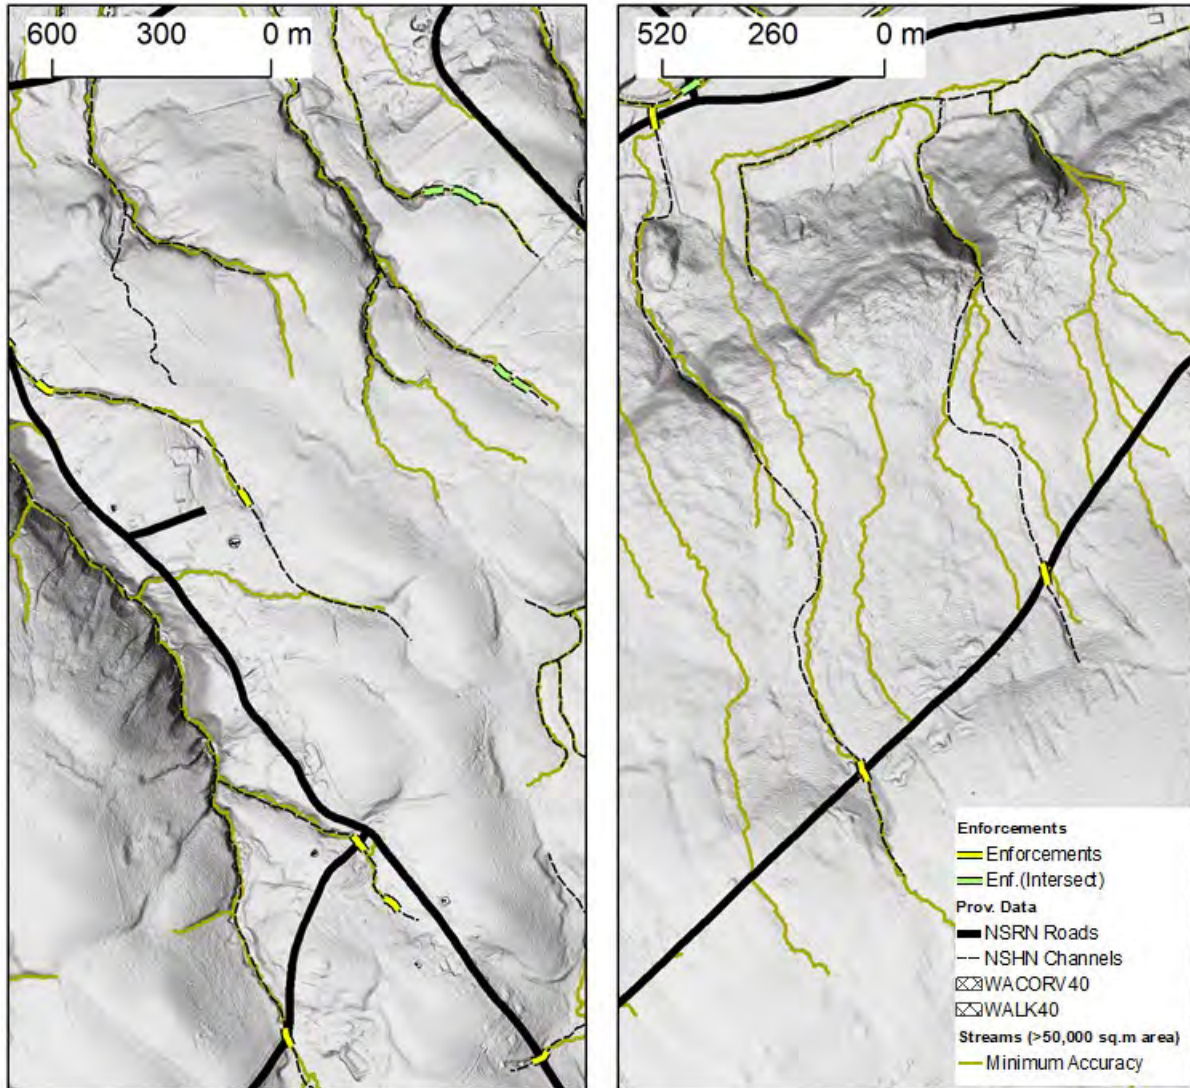 600 300 0 m
520 260 0 m
Enforcements
Enforcements
Enf.(Intersect)
Prov. Data
NSRN Roads
NSHN Channels
WACORV40
WALK40
Streams (>50,000 sq.m area)
Minimum Accuracy